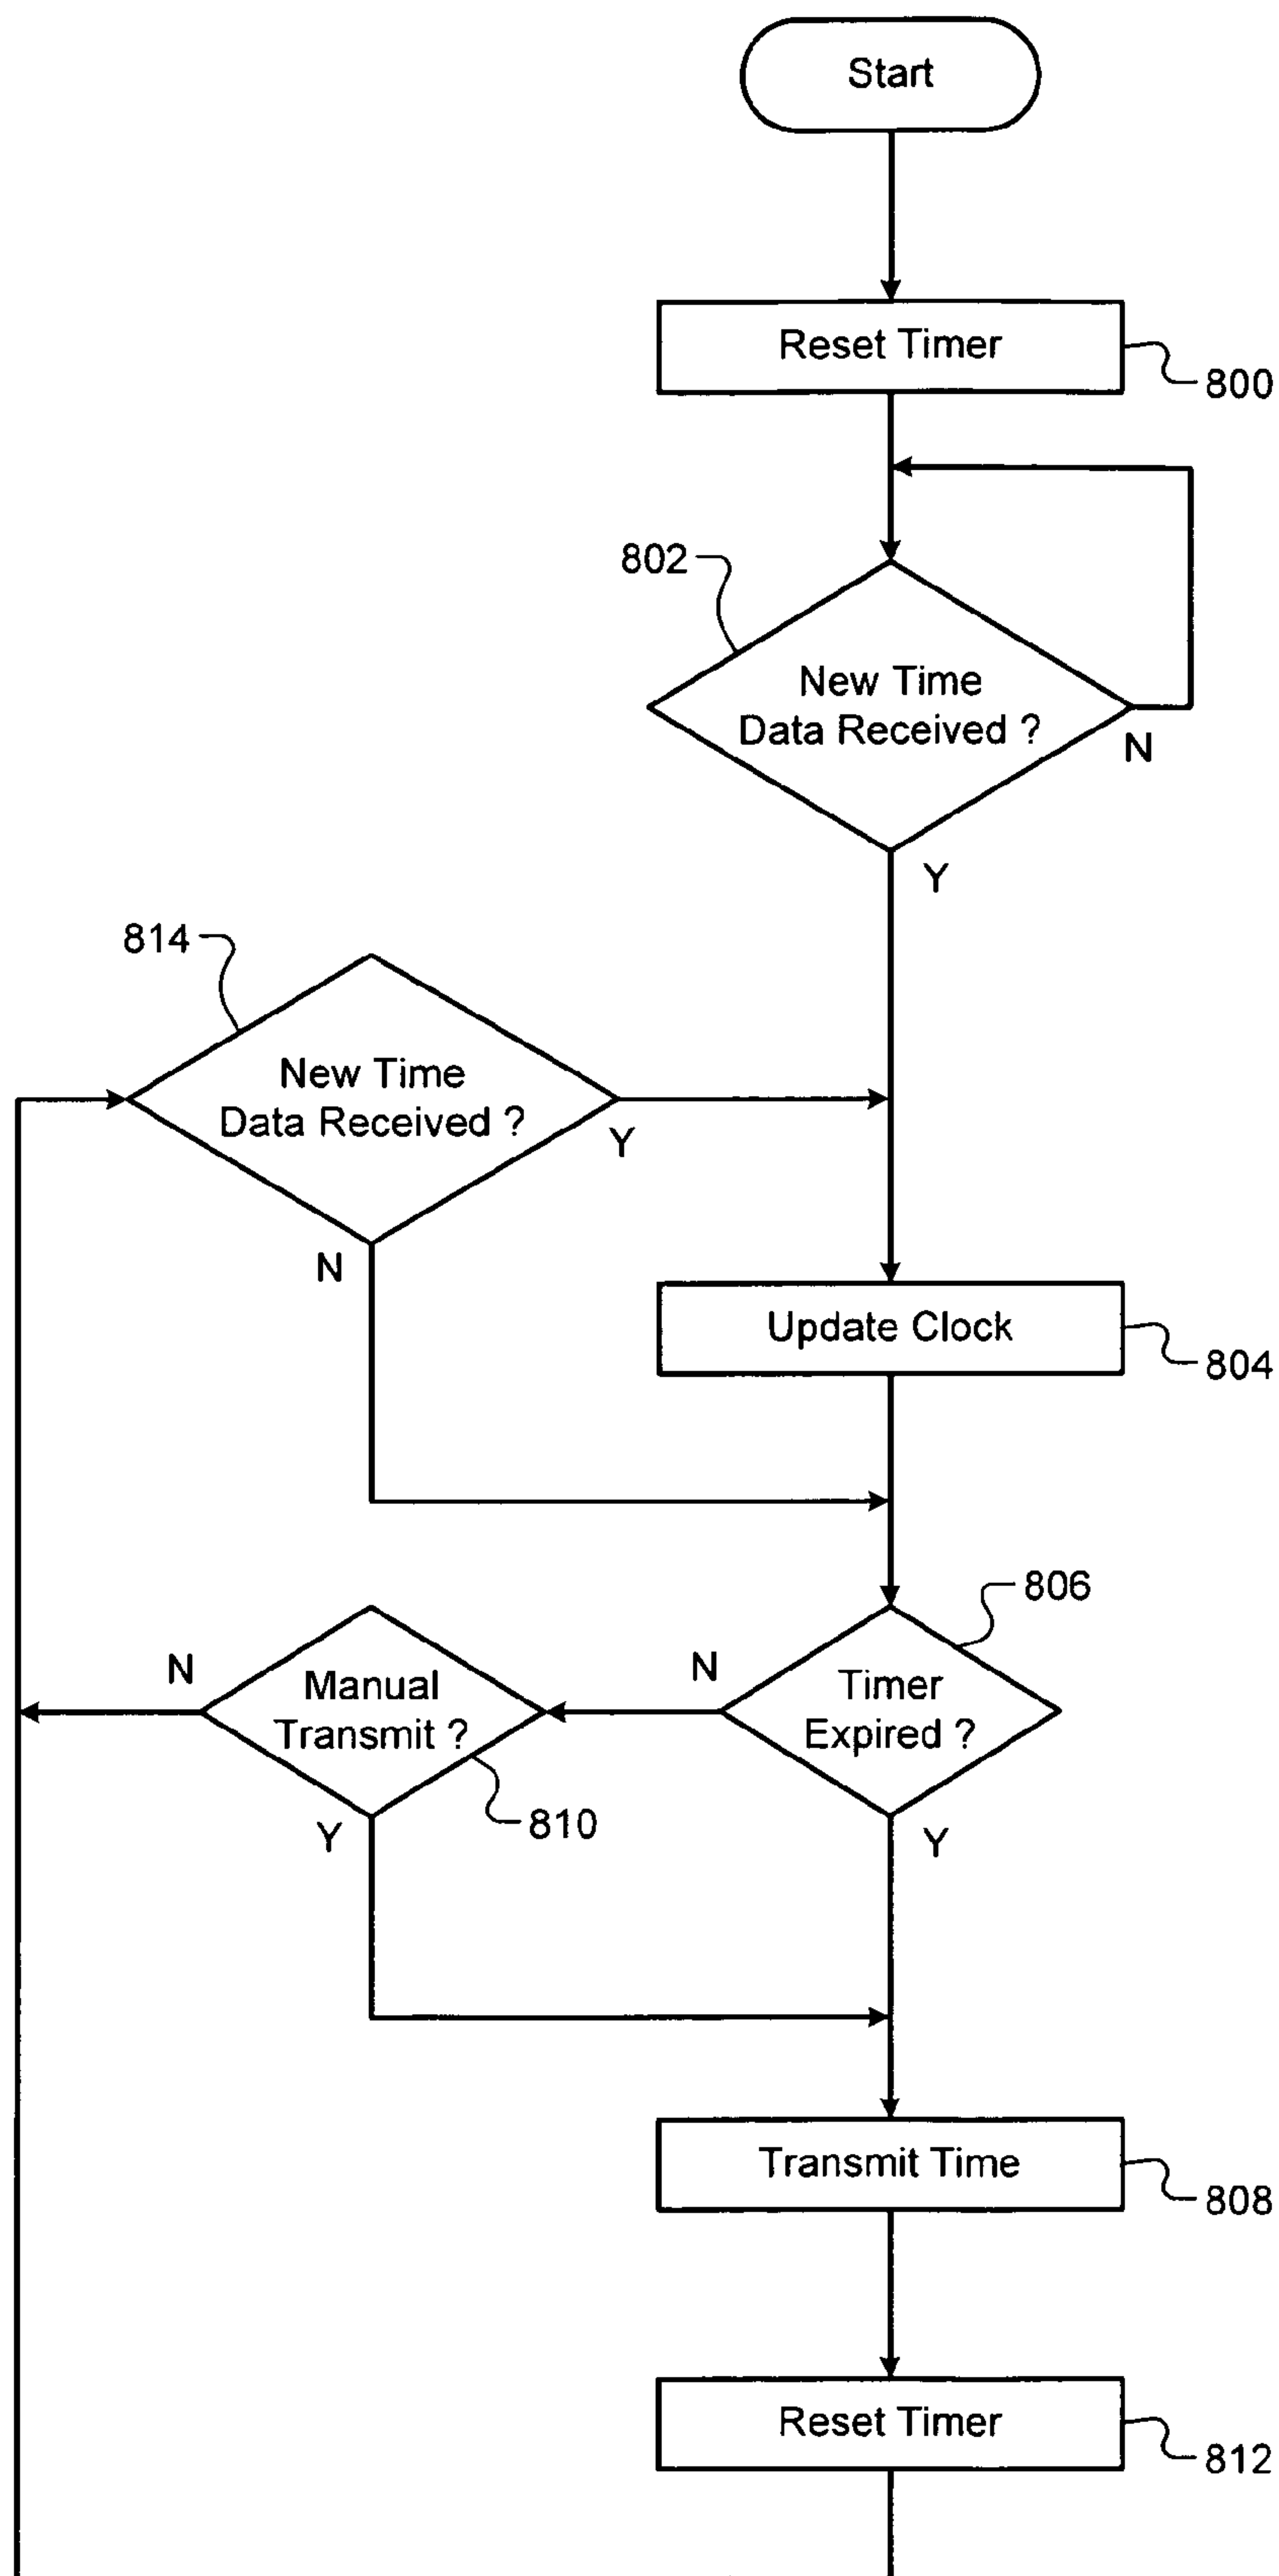 Start
Reset Timer
800
802
New Time
Data Received ?
N
Y
814
New Time
Data Received ?
Y
N
Update Clock
804
806
Timer
Expired ?
N
Y
Manual
Transmit ?
N
810
Y
Transmit Time
808
Reset Timer
812